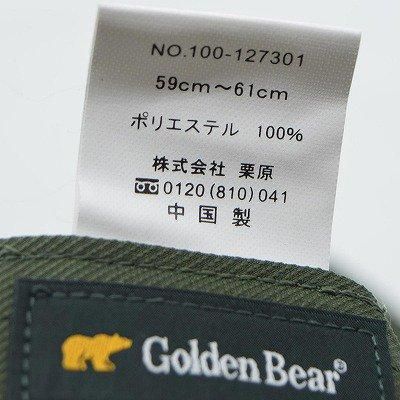 NO.100-127301
59cm～61cm
ポリエステル 100%
株式会社 栗原
0120(810)041
中国製
Golden Bear®